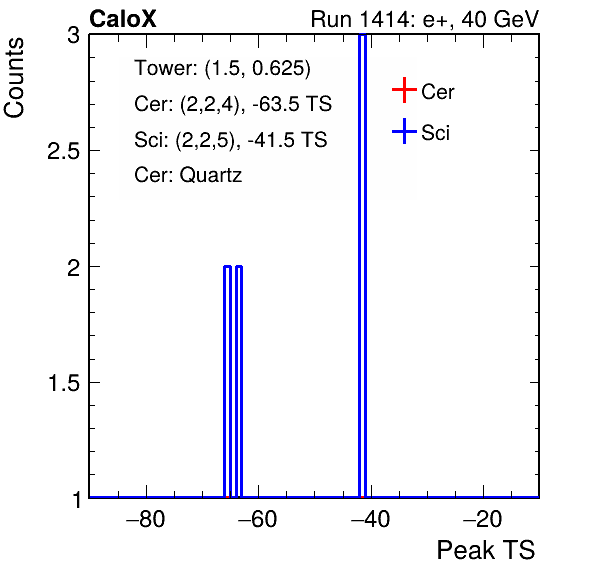 CaloX Run 1414: e+, 40 GeV
Counts
Tower: (1.5, 0.625)
Cer: (2,2,4), -63.5 TS
Sci: (2,2,5), -41.5 TS
Cer: Quartz
Cer
Sci
3
2.5
2
1.5
1
−80 −60 −40 −20
Peak TS